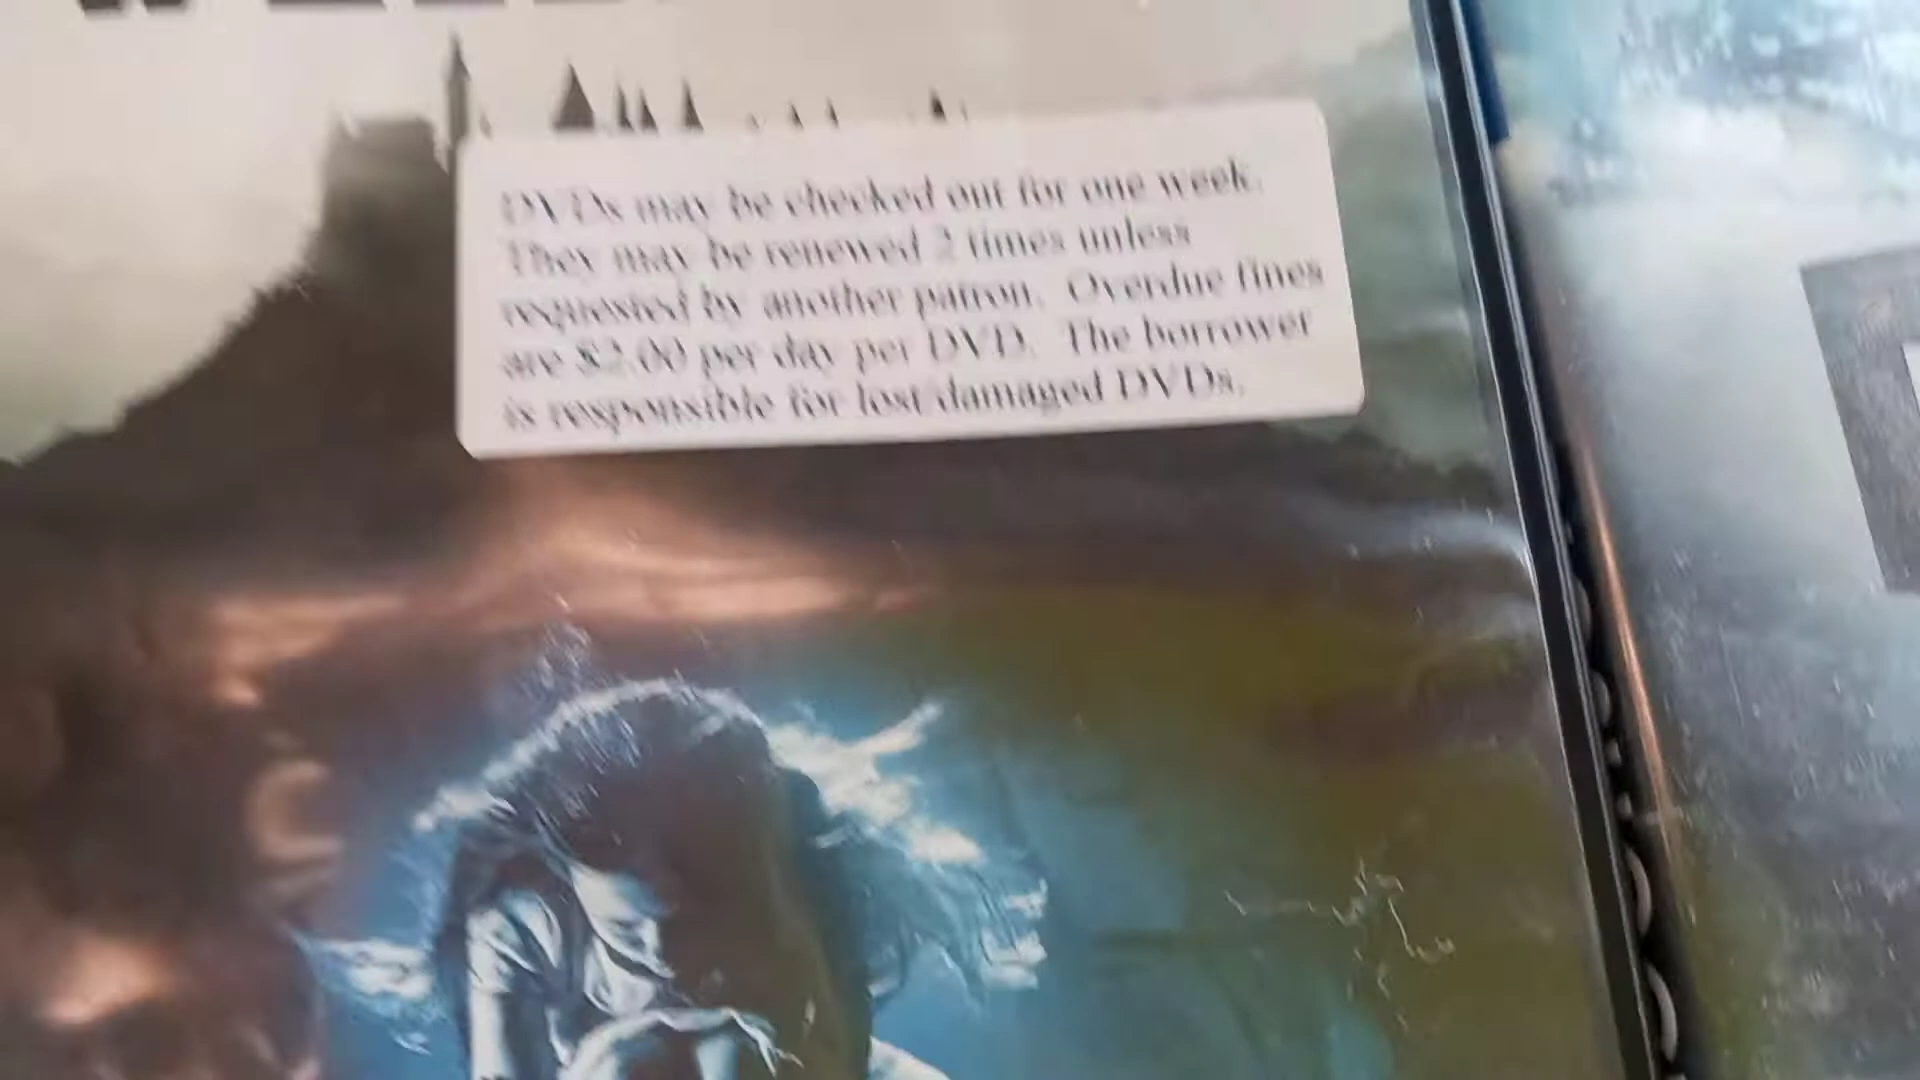 DVDs may be checked out for one week.
They may be renewed 2 times unless
requested by another patron. Overdue fines
are $2.00 per day per DVD. The borrower
is responsible for lost/damaged DVDs.